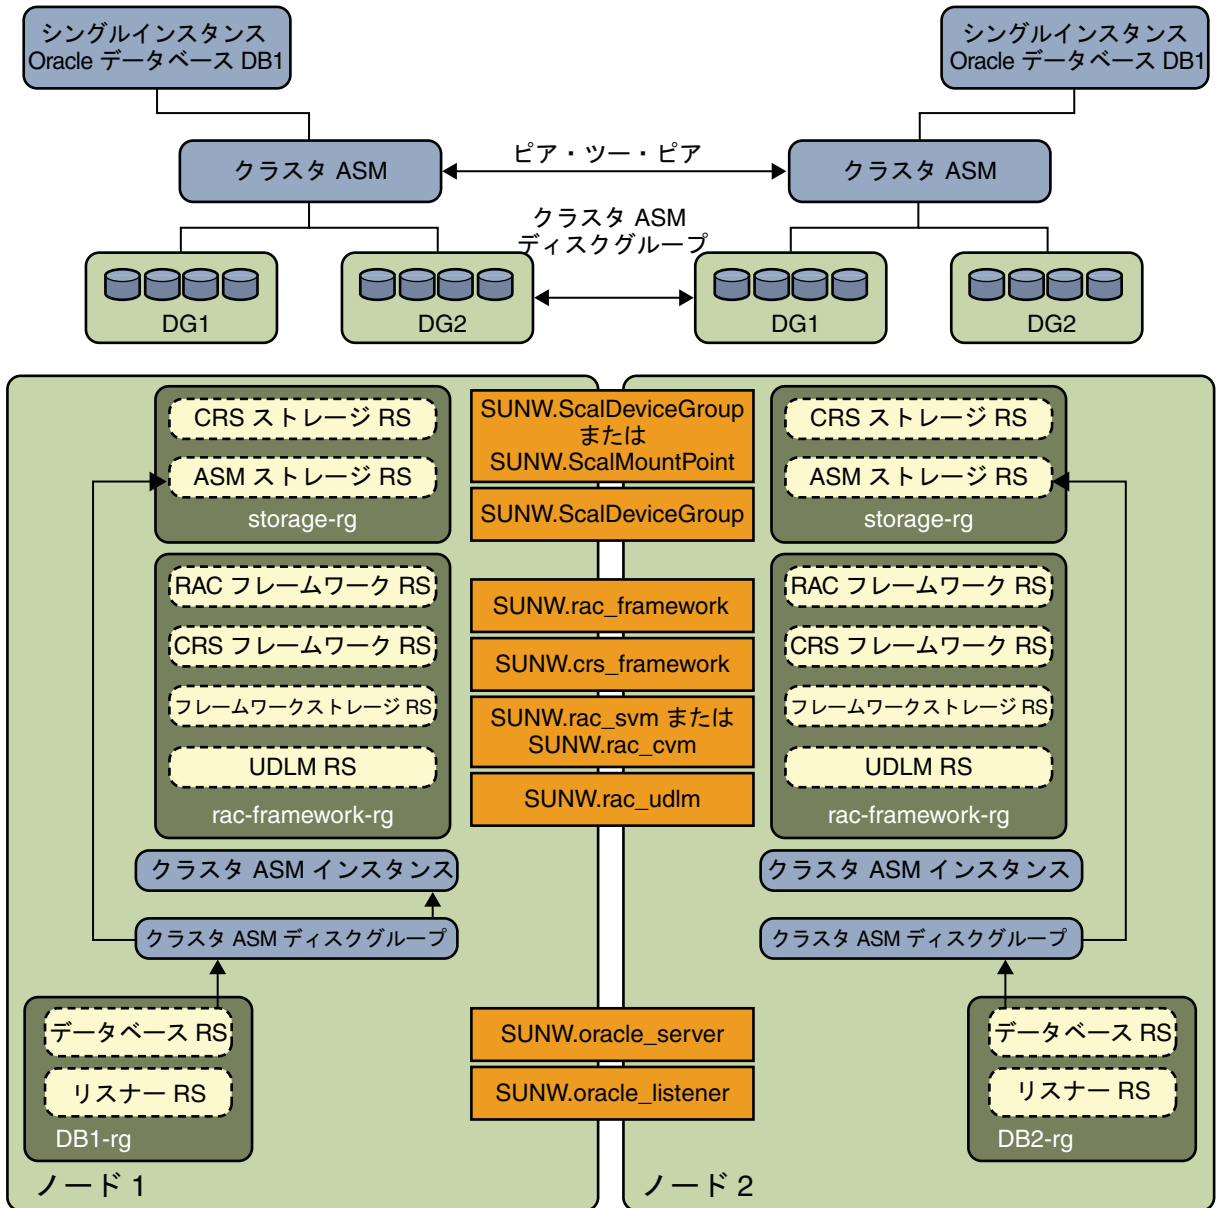 シングルインスタンス
Oracle データベース DB1
シングルインスタンス
Oracle データベース DB1
クラスタ ASM
ピア・ツー・ピア
クラスタ ASM
クラスタ ASM
ディスクグループ
DG1
DG2
DG1
DG2
CRS ストレージ RS
ASM ストレージ RS
storage-rg
SUNW.ScalDeviceGroup
または
SUNW.ScalMountPoint
SUNW.ScalDeviceGroup
CRS ストレージ RS
ASM ストレージ RS
storage-rg
RAC フレームワーク RS
CRS フレームワーク RS
フレームワークストレージ RS
UDLM RS
rac-framework-rg
SUNW.rac_framework
SUNW.crs_framework
SUNW.rac_svm または
SUNW.rac_cvm
SUNW.rac_udlm
RAC フレームワーク RS
CRS フレームワーク RS
フレームワークストレージ RS
UDLM RS
rac-framework-rg
クラスタ ASM インスタンス
クラスタ ASM ディスクグループ
クラスタ ASM インスタンス
クラスタ ASM ディスクグループ
データベース RS
リスナー RS
DB1-rg
SUNW.oracle_server
SUNW.oracle_listener
データベース RS
リスナー RS
DB2-rg
ノード 1
ノード 2